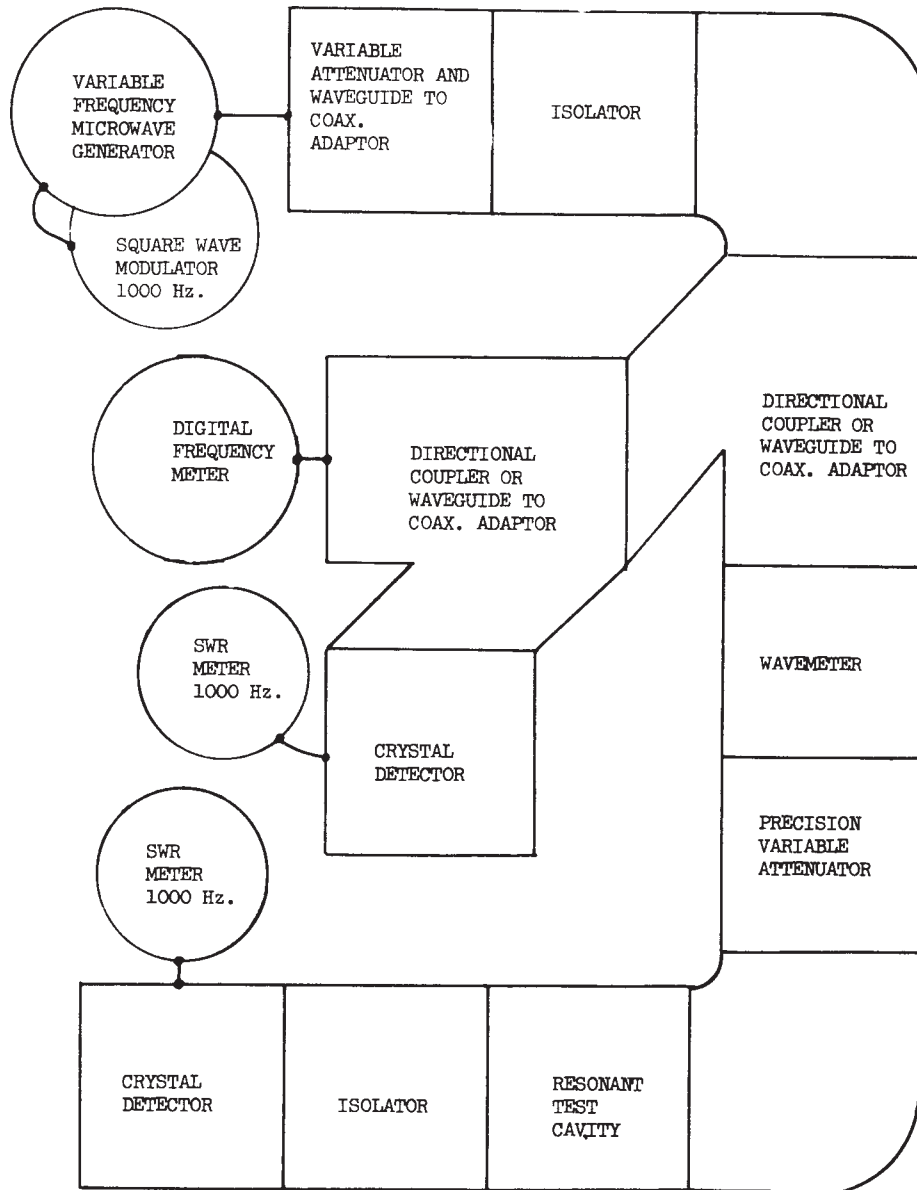 VARIABLE
FREQUENCY
MICROWAVE
GENERATOR
VARIABLE
ATTENUATOR AND
WAVEGUIDE TO
COAX.
ADAPTOR
ISOLATOR
SQUARE WAVE
MODULATOR
1000 Hz.
DIGITAL
FREQUENCY
METER
DIRECTIONAL
COUPLER OR
WAVEGUIDE TO
COAX. ADAPTOR
DIRECTIONAL
COUPLER OR
WAVEGUIDE TO
COAX. ADAPTOR
SWR
METER
1000 Hz.
WAVEMETER
CRYSTAL
DETECTOR
SWR
METER
1000 Hz.
PRECISION
VARIABLE
ATTENUATOR
CRYSTAL
DETECTOR
ISOLATOR
RESONANT
TEST
CAVITY